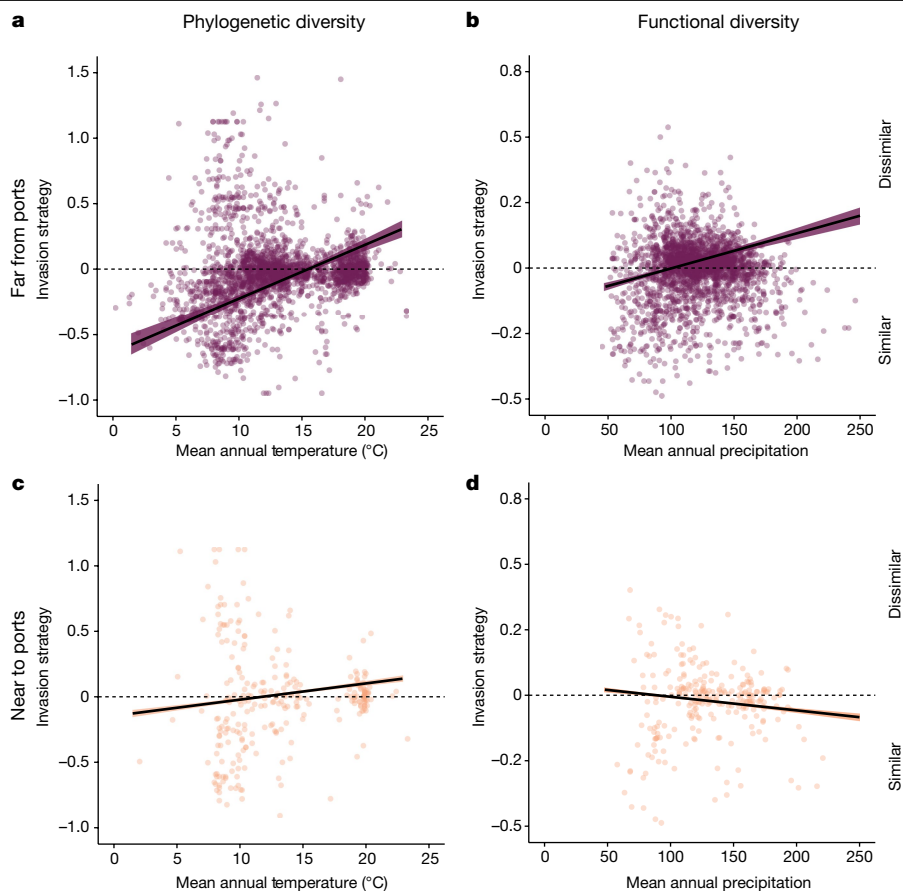 a Phylogenetic diversity
b Functional diversity
Far from ports
Invasion strategy
1.5
1.0
0.5
0
−0.5
−1.0
0 5 10 15 20 25
Mean annual temperature (°C)
Invasion strategy
0.8
0.5
0.2
0
−0.2
−0.5
0 50 100 150 200 250
Mean annual precipitation
Dissimilar
Similar
c
Near to ports
Invasion strategy
1.5
1.0
0.5
0
−0.5
−1.0
0 5 10 15 20 25
Mean annual temperature (°C)
d
Invasion strategy
0.8
0.5
0.2
0
−0.2
−0.5
0 50 100 150 200 250
Mean annual precipitation
Dissimilar
Similar